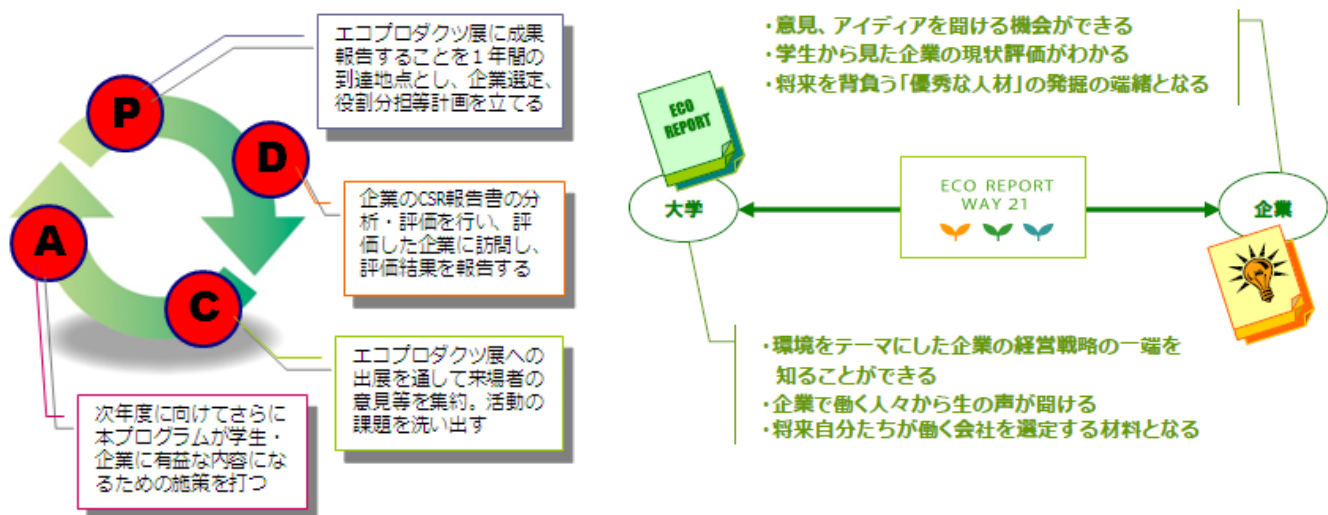 エコプロダクツ展に成果
報告することを１年間の
到達地点とし、企業選定、
役割分担等計画を立てる
P
D
企業のCSR報告書の分
析・評価を行い、評
価した企業に訪問し、
評価結果を報告する
A
C
エコプロダクツ展への
出展を通して来場者の
意見等を集約。活動の
課題を洗い出す
次年度に向けてさらに
本プログラムが学生・
企業に有益な内容にな
るための施策を打つ
・意見、アイディアを聞ける機会ができる
・学生から見た企業の現状評価がわかる
・将来を背負う「優秀な人材」の発掘の端緒となる
ECO
REPORT
大学
ECO REPORT
WAY 21
企業
・環境をテーマにした企業の経営戦略の一端を
知ることができる
・企業で働く人々から生の声が聞ける
・将来自分たちが働く会社を選定する材料となる